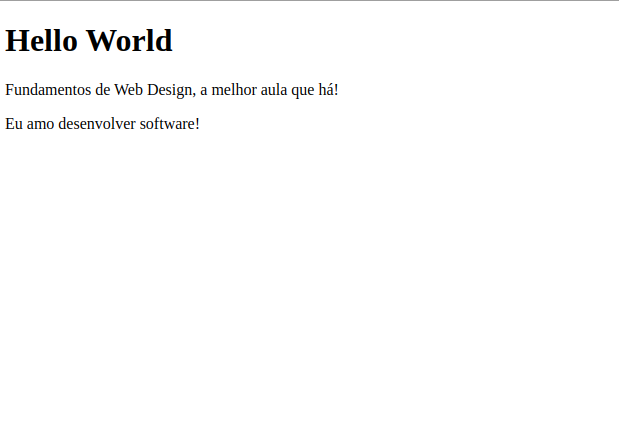 Hello World
Fundamentos de Web Design, a melhor aula que há!
Eu amo desenvolver software!